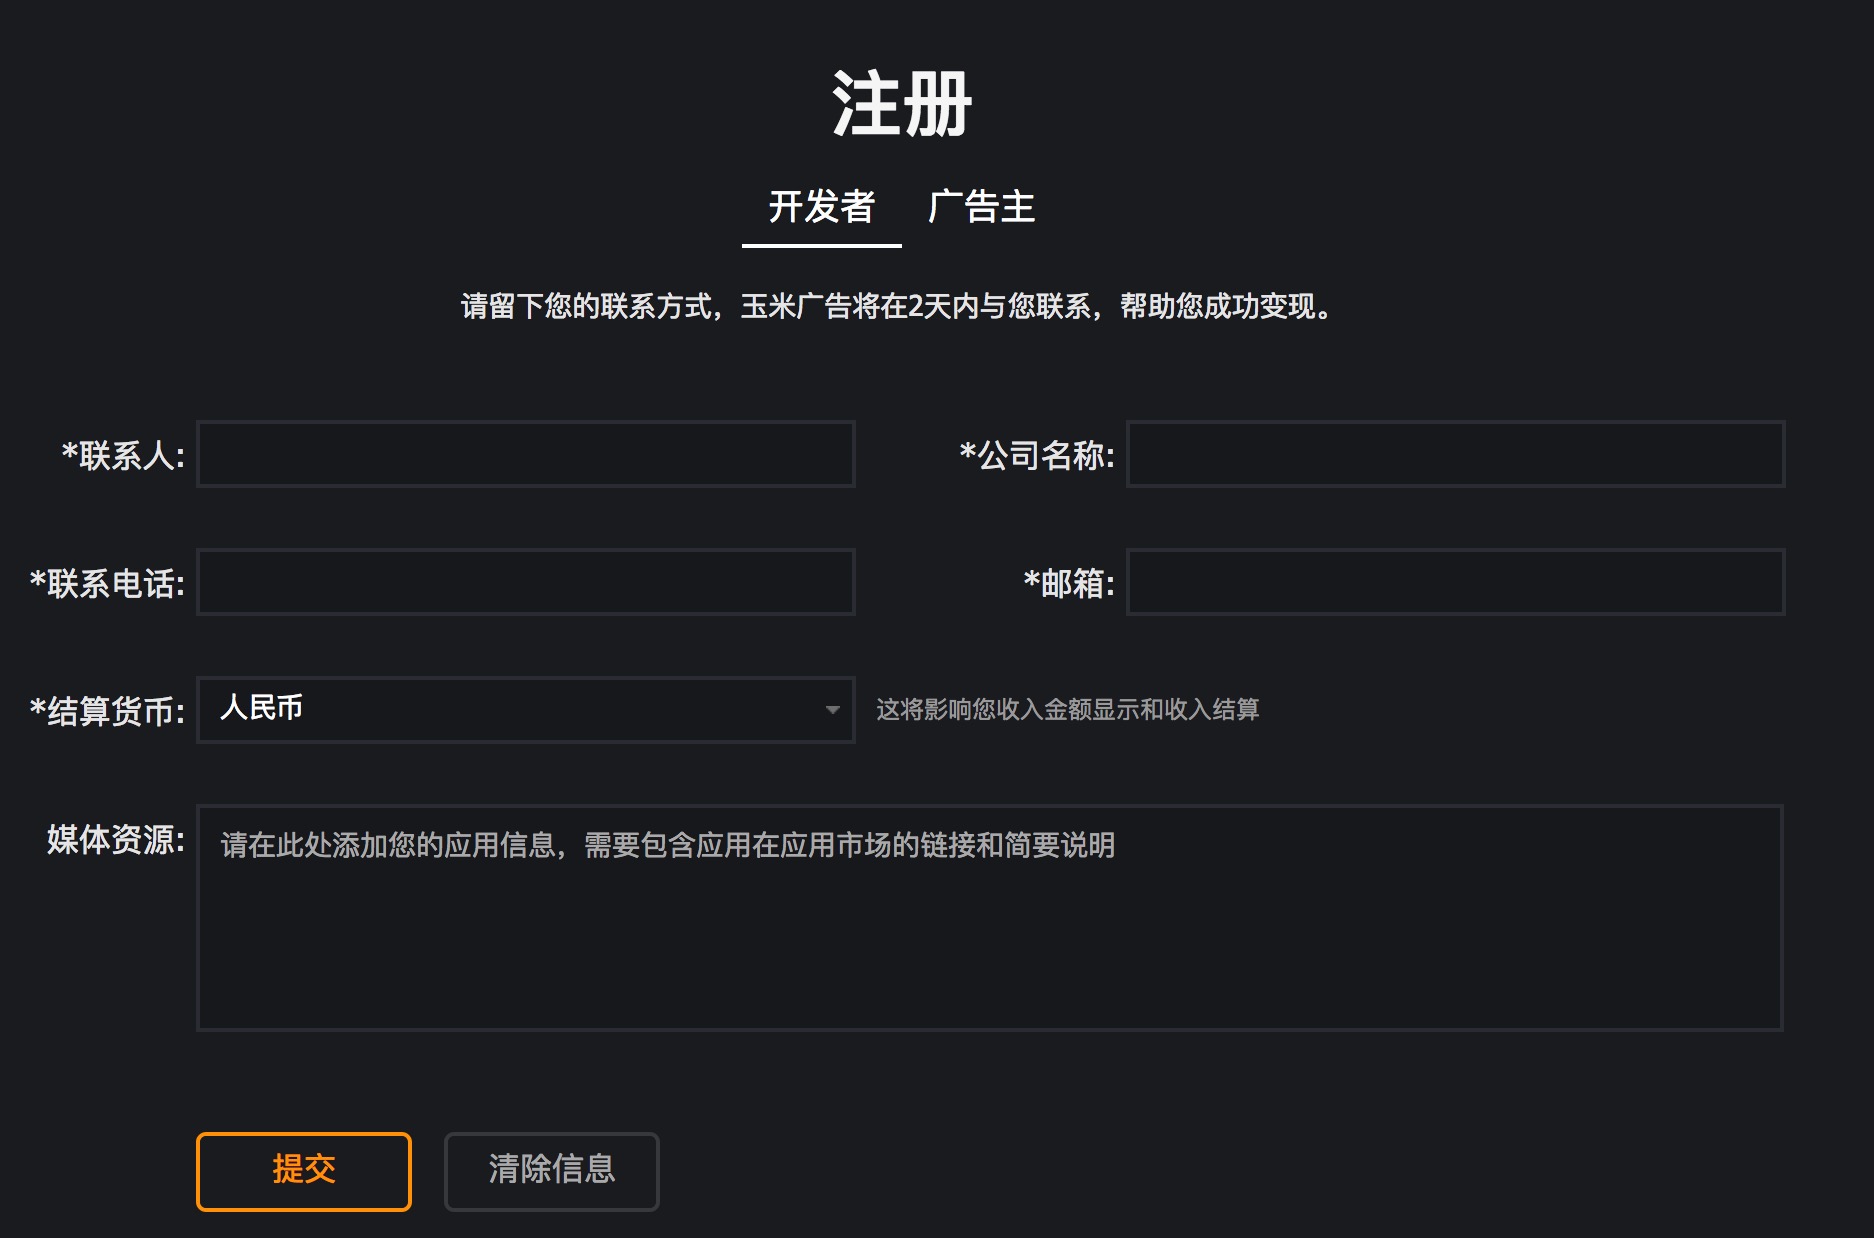 注册
开发者 广告主
请留下您的联系方式，玉米广告将在2天内与您联系，帮助您成功变现。
*联系人: *公司名称:
*联系电话: *邮箱:
*结算货币: 人民币 这将影响您收入金额显示和收入结算
媒体资源: 请在此处添加您的应用信息，需要包含应用在应用市场的链接和简要说明
提交 清除信息